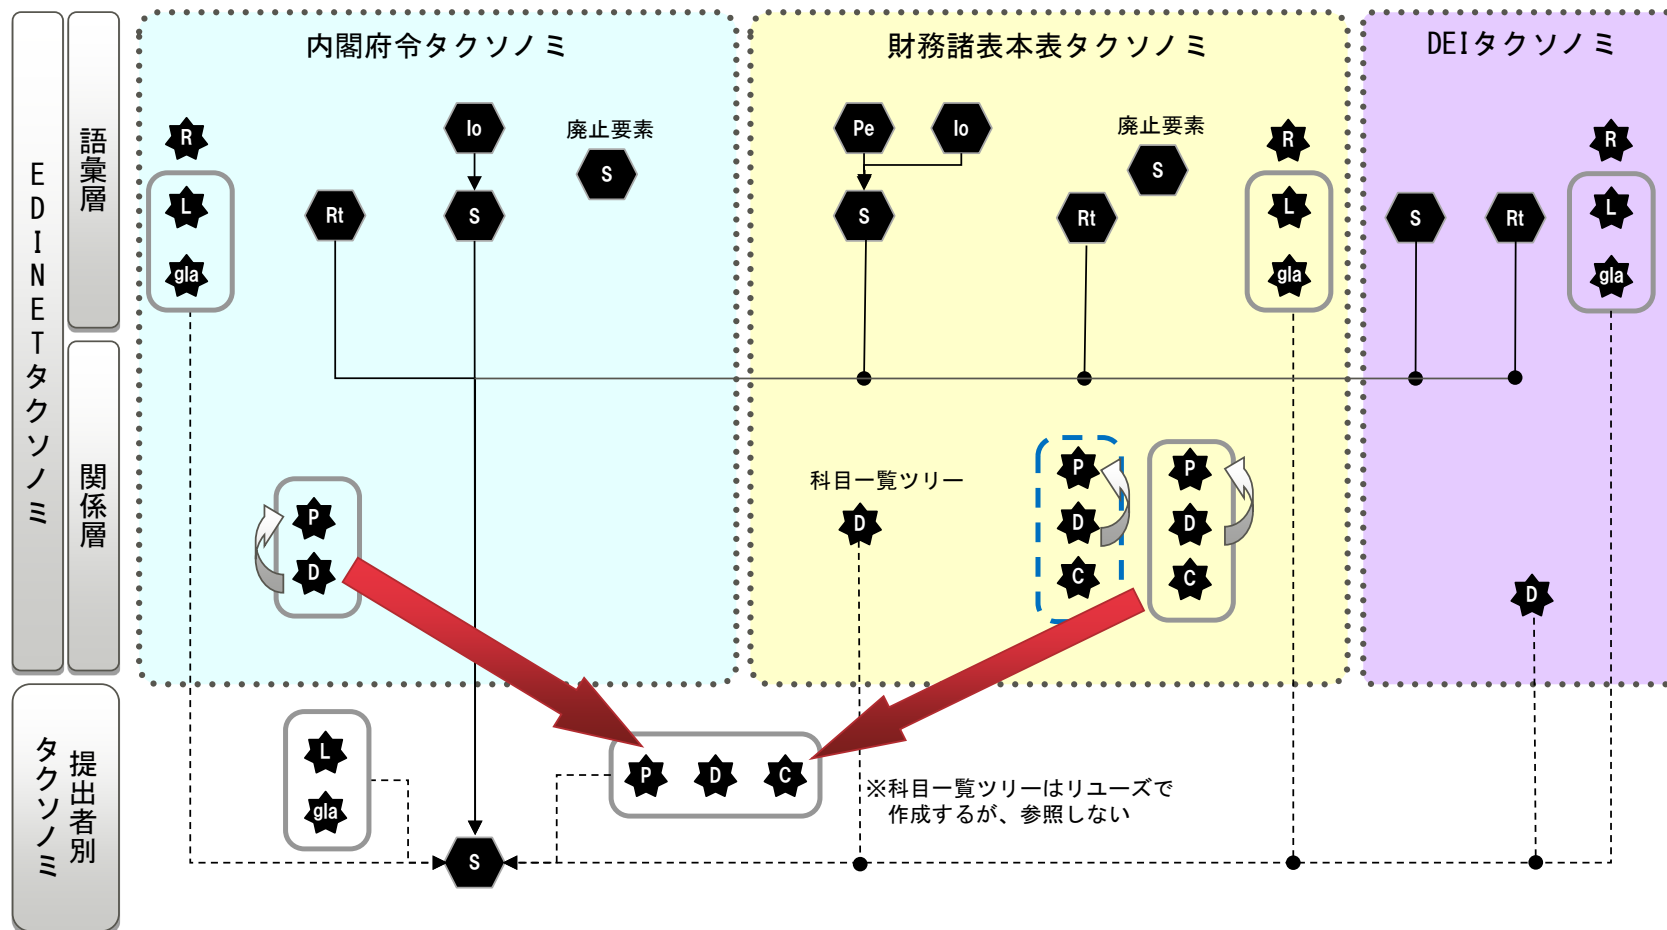 EDINETタクソノミ
語彙層
関係層
提出者別
タクソノミ
内閣府令タクソノミ
R
L
gla
Rt
Io
S
廃止要素
S
P
D
財務諸表本表タクソノミ
Pe
Io
S
Rt
廃止要素
S
R
L
gla
科目一覧ツリー
D
P
D
C
P
D
C
DEIタクソノミ
S
Rt
R
L
gla
D
L
gla
S
P
D
C
※科目一覧ツリーはリユーズで
作成するが、参照しない